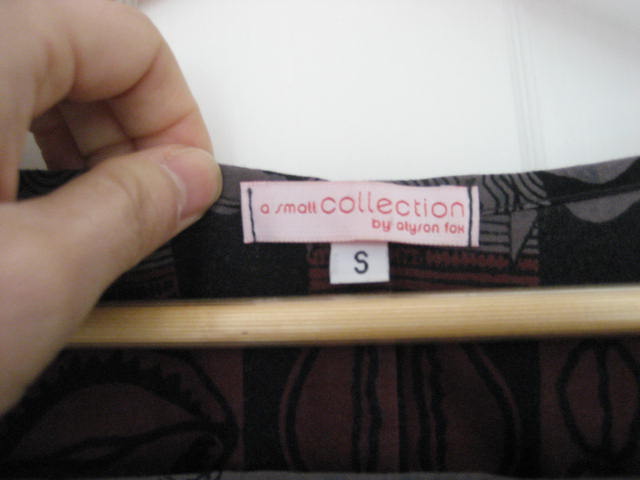 a small collection
by alyson fox
S